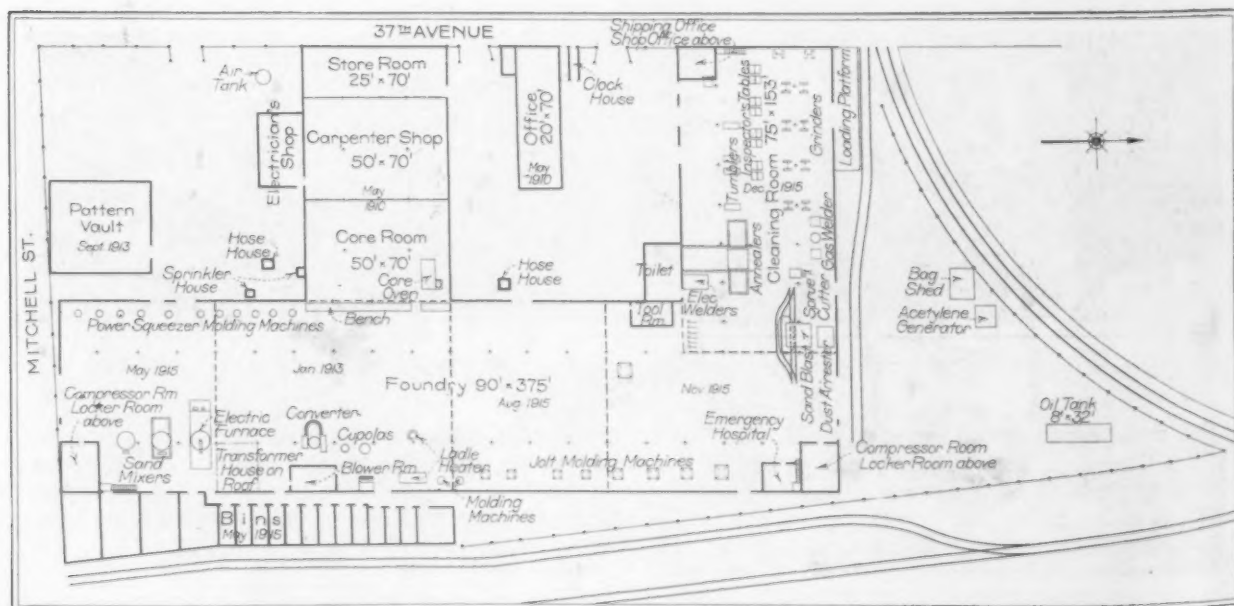 37TH AVENUE
Shipping Office
Shop Office above
Air
Tank
Store Room
25' × 70'
Clock
House
Office
20' × 70'
May
1910
Electrician's
Shop
Carpenter Shop
50' × 70'
May
1910
Tumblers
Inspector's Tables
Cleaning Room 75' × 153'
Dec. 1915
Grinders
Loading Platform
MITCHELL ST.
Pattern
Vault
Sept. 1913
Hose
House
Sprinkler
House
Core Room
50' × 70'
Core
Oven
Hose
House
Toilet
Annealers
Gas Welder
Elec.
Welders
Tool
Rm.
Sprue
Cutter
Sand Blast
Dust Arrester
Bag
Shed
Acetylene
Generator
Bench
Power Squeezer Molding Machines
May 1915
Jan. 1913
Foundry 90' × 375'
Aug. 1915
Nov. 1915
Compressor Rm
Locker Room
above
Electric
Furnace
Converter
Cupolas
Emergency
Hospital
Oil Tank
8' × 32'
Sand
Mixers
Transformer
House on
Roof
Blower Rm.
Ladle
Heater
Jolt Molding Machines
Compressor Room
Locker Room above
Molding
Machines
Bins
May 1915